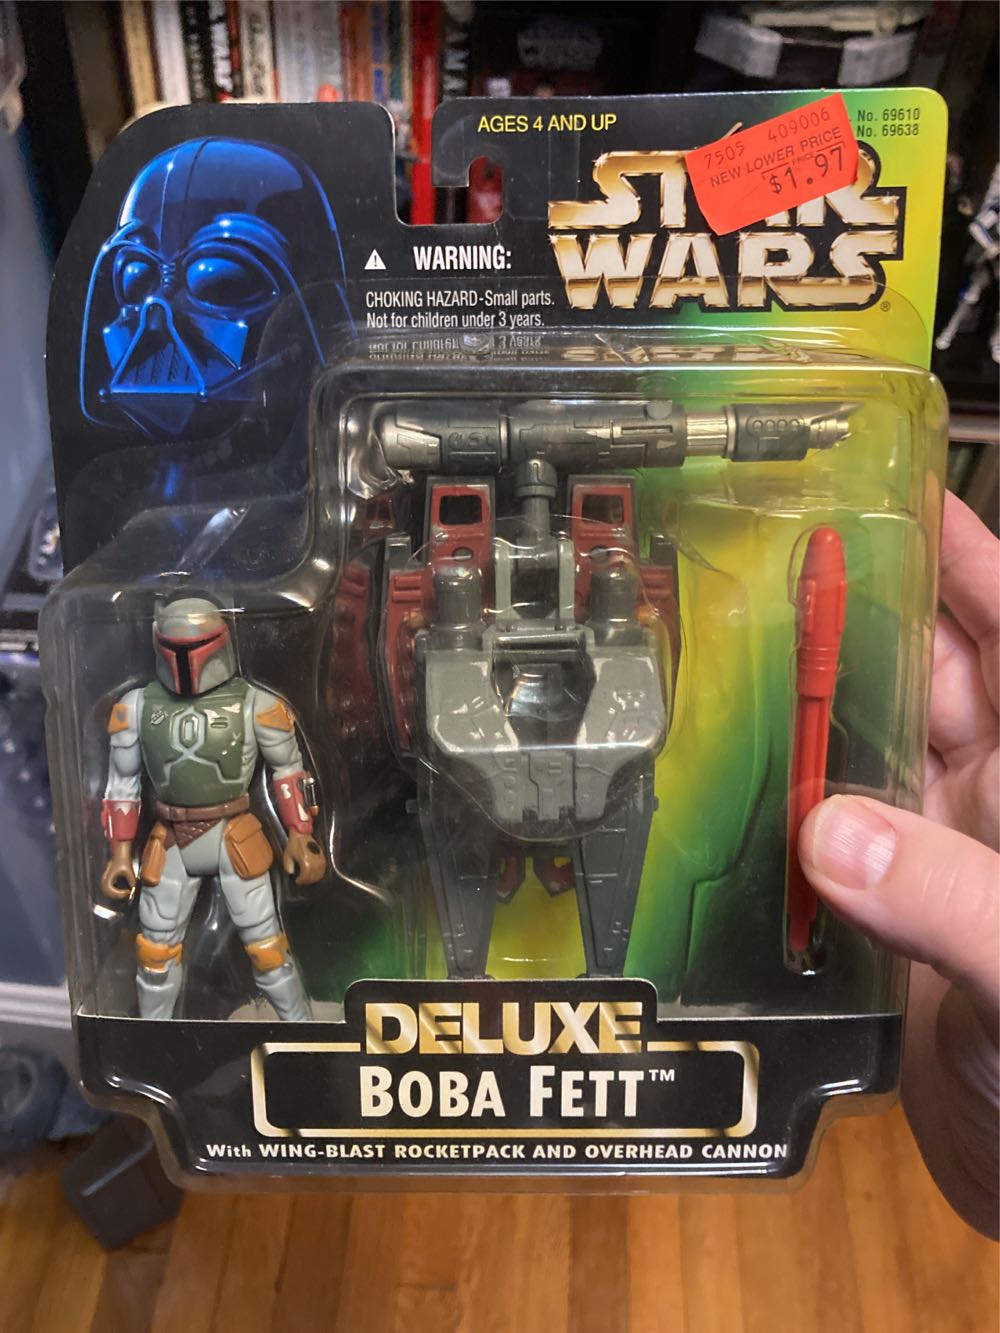 AGES 4 AND UP
. No. 69610
No. 69638
7505 409006
NEW LOWER PRICE
PRICE
$1.97
STAR
WARS®
WARNING:
CHOKING HAZARD-Small parts.
Not for children under 3 years.
DELUXE
BOBA FETT™
With WING-BLAST ROCKETPACK AND OVERHEAD CANNON